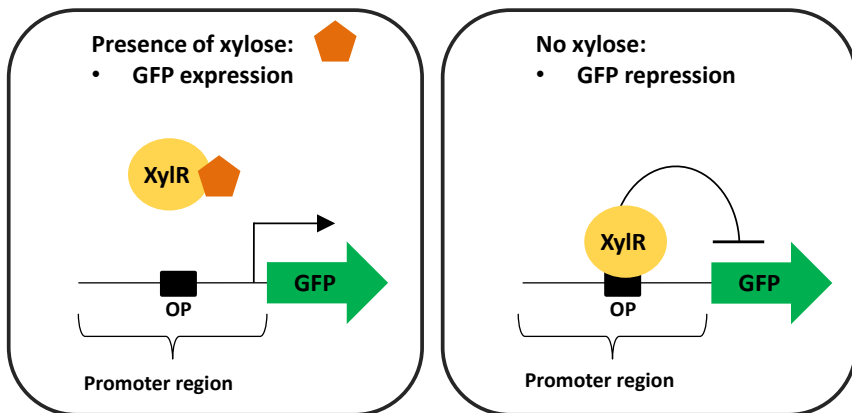 Presence of xylose:
• GFP expression
XylR
GFP
OP
Promoter region
No xylose:
• GFP repression
XylR
GFP
OP
Promoter region